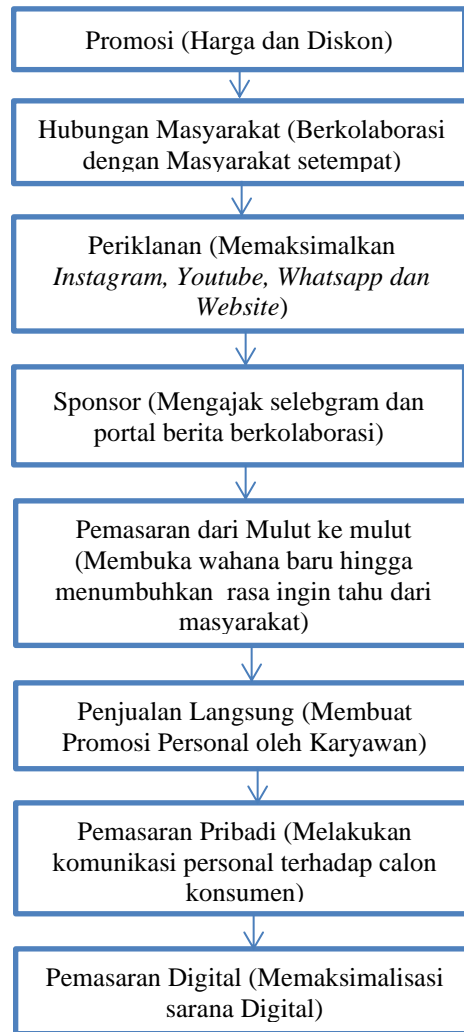 Promosi (Harga dan Diskon)
Hubungan Masyarakat (Berkolaborasi
dengan Masyarakat setempat)
Periklanan (Memaksimalkan
Instagram, Youtube, Whatsapp dan
Website)
Sponsor (Mengajak selebgram dan
portal berita berkolaborasi)
Pemasaran dari Mulut ke mulut
(Membuka wahana baru hingga
menumbuhkan rasa ingin tahu dari
masyarakat)
Penjualan Langsung (Membuat
Promosi Personal oleh Karyawan)
Pemasaran Pribadi (Melakukan
komunikasi personal terhadap calon
konsumen)
Pemasaran Digital (Memaksimalisasi
sarana Digital)